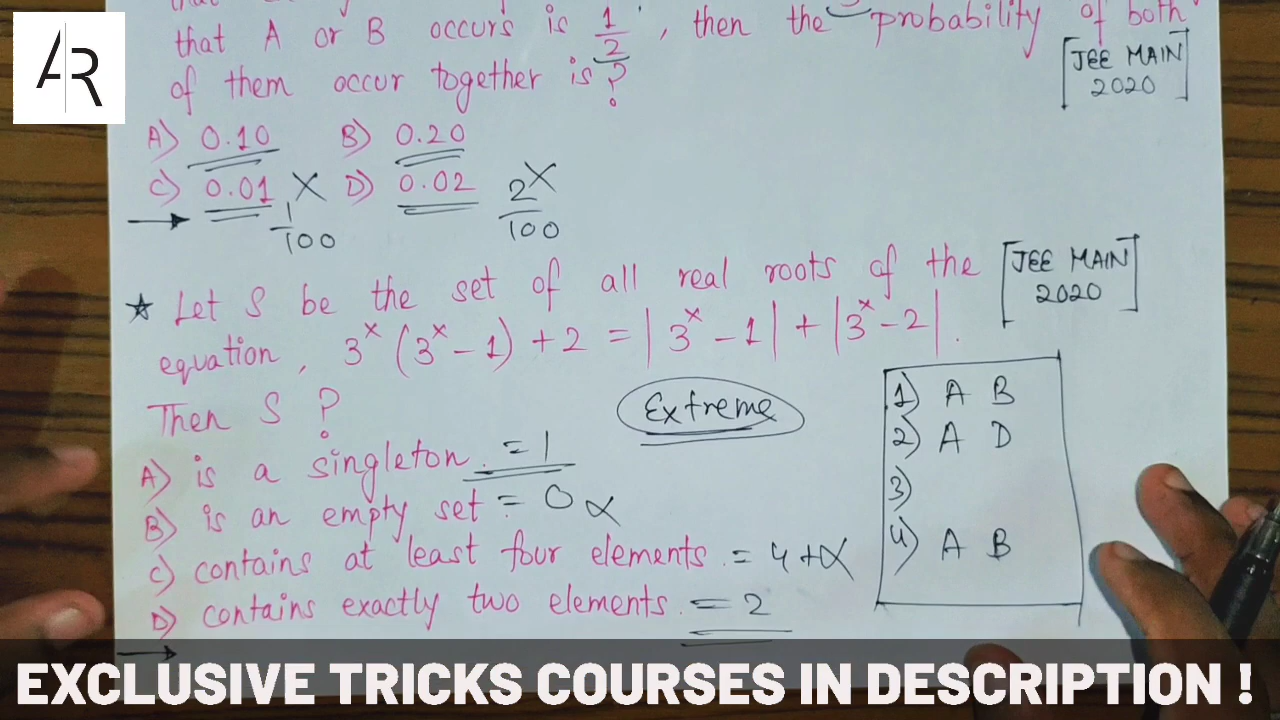 AR
that A or B occurs is 1/2, then the probability of both
of them occur together is?
[JEE MAIN
2020]
A) 0.10 B) 0.20
C) 0.01 X D) 0.02 X
1/100 2/100
★ Let S be the set of all real roots of the
[JEE MAIN
2020]
equation, 3^x (3^x - 1) + 2 = |3^x - 1| + |3^x - 2|.
Then S ?
Extreme
A) is a singleton. = 1
B) is an empty set = 0 ×
C) contains at least four elements. = 4 + ×
D) contains exactly two elements. = 2
1) A B
2) A D
3)
4) A B
EXCLUSIVE TRICKS COURSES IN DESCRIPTION !